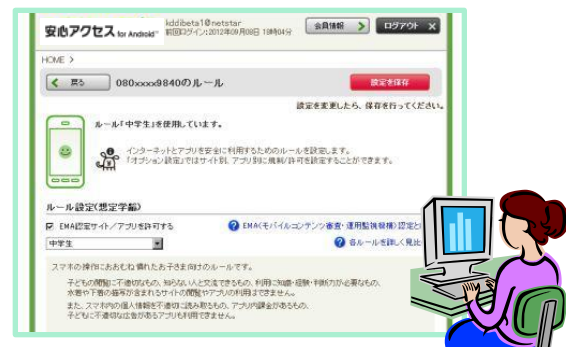 安心アクセス for Android™
kddibeta1@netstar
前回ログイン:2012年09月08日 19時04分
会員情報
ログアウト X
HOME >
戻る
080xxxx9840のルール
設定を保存
設定を変更したら、保存を行ってください。
ルール「中学生」を使用しています。
インターネットとアプリを安全に利用するためのルールを設定します。
「オプション設定」ではサイト別、アプリ別に規制/許可を設定することができます。
ルール設定(想定学齢)
EMA認定サイト/アプリを許可する
EMA(モバイルコンテンツ審査・運用監視機構)認定と
中学生
各ルールを詳しく見比
スマホの操作におおむね慣れたお子さま向けのルールです。
子どもの閲覧に不適切なもの、知らない人と交流できるもの、利用に知識・経験・判断力が必要なもの、
水着や下着の描写が含まれるサイトの閲覧やアプリの利用はできません。
また、スマホ内の個人情報を不適切に読み取るもの、アプリ内課金があるもの、
子どもに不適切な広告があるアプリも利用できません。